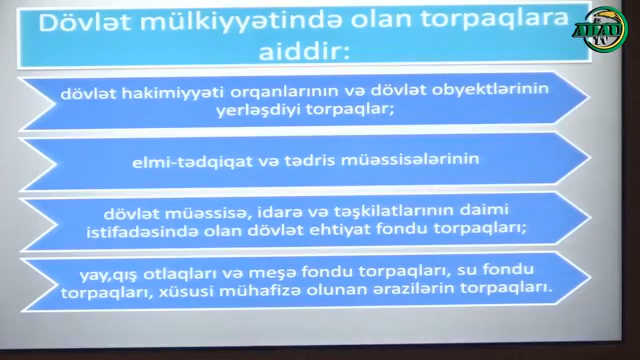 Dövlət mülkiyyətində olan torpaqlara
aiddir:
dövlət hakimiyyəti orqanlarının və dövlət obyektlərinin
yerləşdiyi torpaqlar;
elmi-tədqiqat və tədris müəssisələrinin
dövlət müəssisə, idarə və təşkilatlarının daimi
istifadəsində olan dövlət ehtiyat fondu torpaqları;
yay,qış otlaqları və meşə fondu torpaqları, su fondu
torpaqları, xüsusi mühafizə olunan ərazilərin torpaqları.